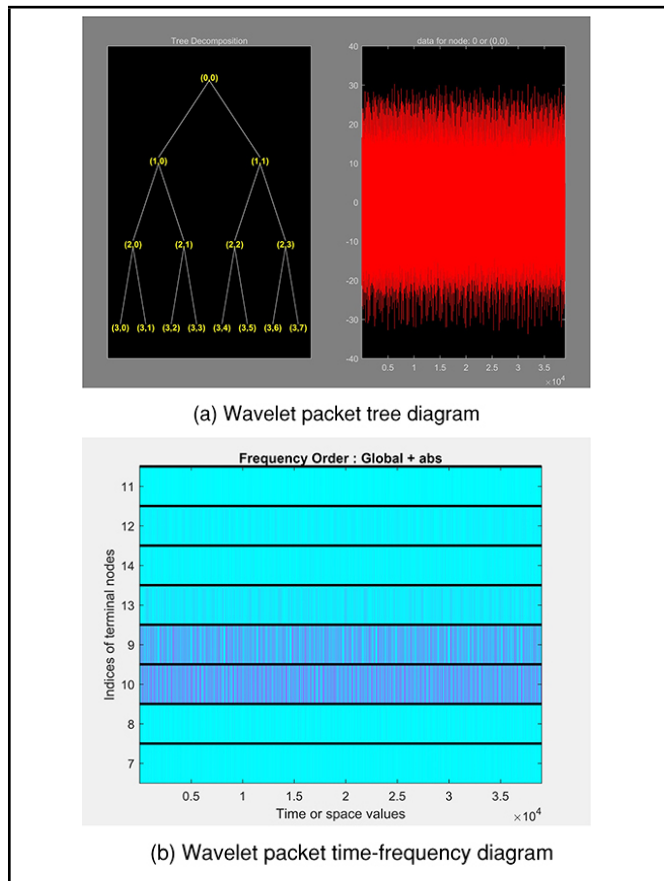 Tree Decomposition
(0,0)
(1,0) (1,1)
(2,0) (2,1) (2,2) (2,3)
(3,0) (3,1) (3,2) (3,3) (3,4) (3,5) (3,6) (3,7)
data for node: 0 or (0,0).
40
30
20
10
0
-10
-20
-30
-40
0.5 1 1.5 2 2.5 3 3.5
×10⁴
(a) Wavelet packet tree diagram
Frequency Order : Global + abs
Indices of terminal nodes
11
12
14
13
9
10
8
7
0.5 1 1.5 2 2.5 3 3.5
Time or space values ×10⁴
(b) Wavelet packet time-frequency diagram